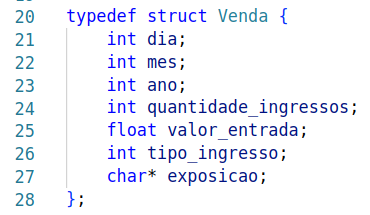 20 typedef struct Venda {
21     int dia;
22     int mes;
23     int ano;
24     int quantidade_ingressos;
25     float valor_entrada;
26     int tipo_ingresso;
27     char* exposicao;
28 };